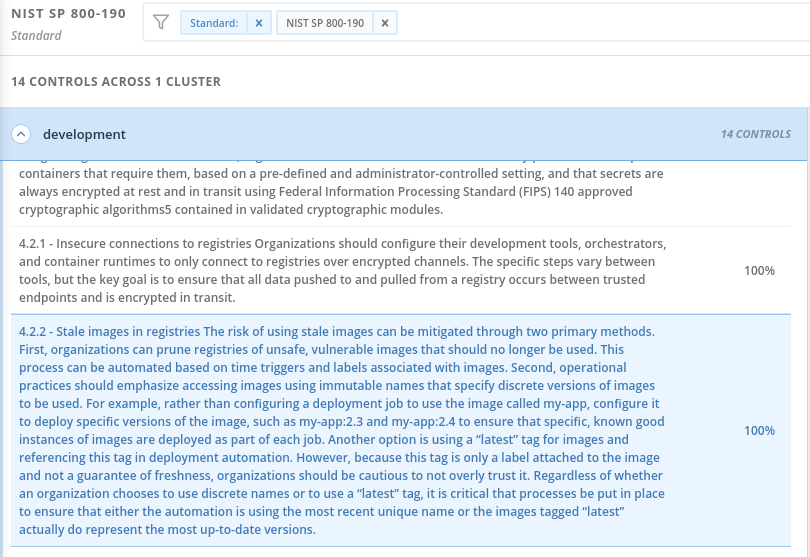 NIST SP 800-190
Standard
Standard: ×
NIST SP 800-190 ×
14 CONTROLS ACROSS 1 CLUSTER
development
14 CONTROLS
containers that require them, based on a pre-defined and administrator-controlled setting, and that secrets are
always encrypted at rest and in transit using Federal Information Processing Standard (FIPS) 140 approved
cryptographic algorithms5 contained in validated cryptographic modules.
4.2.1 - Insecure connections to registries Organizations should configure their development tools, orchestrators,
and container runtimes to only connect to registries over encrypted channels. The specific steps vary between
tools, but the key goal is to ensure that all data pushed to and pulled from a registry occurs between trusted
endpoints and is encrypted in transit.
100%
4.2.2 - Stale images in registries The risk of using stale images can be mitigated through two primary methods.
First, organizations can prune registries of unsafe, vulnerable images that should no longer be used. This
process can be automated based on time triggers and labels associated with images. Second, operational
practices should emphasize accessing images using immutable names that specify discrete versions of images
to be used. For example, rather than configuring a deployment job to use the image called my-app, configure it
to deploy specific versions of the image, such as my-app:2.3 and my-app:2.4 to ensure that specific, known good
instances of images are deployed as part of each job. Another option is using a “latest” tag for images and
referencing this tag in deployment automation. However, because this tag is only a label attached to the image
and not a guarantee of freshness, organizations should be cautious to not overly trust it. Regardless of whether
an organization chooses to use discrete names or to use a “latest” tag, it is critical that processes be put in place
to ensure that either the automation is using the most recent unique name or the images tagged “latest”
actually do represent the most up-to-date versions.
100%